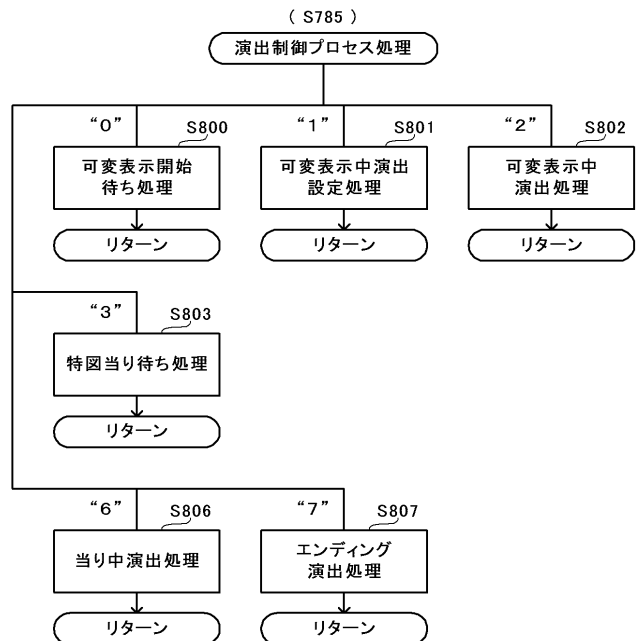 ( S785 )
演出制御プロセス処理
“0” S800 “1” S801 “2” S802
可変表示開始
待ち処理
可変表示中演出
設定処理
可変表示中
演出処理
リターン リターン リターン
“3” S803
特図当り待ち処理
リターン
“6” S806 “7” S807
当り中演出処理
エンディング
演出処理
リターン リターン